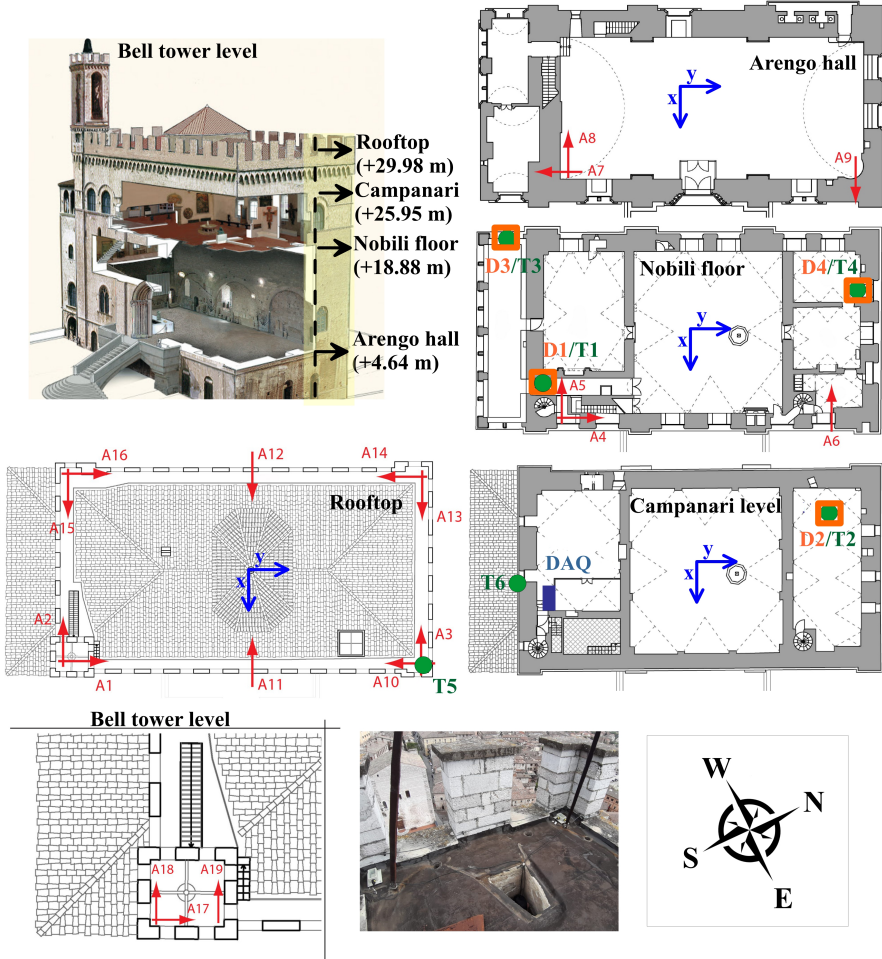 Bell tower level
Rooftop
(+29.98 m)
Campanari
(+25.95 m)
Nobili floor
(+18.88 m)
Arengo hall
(+4.64 m)
Arengo hall
y
x
A8
A7
A9
D3/T3
Nobili floor
D4/T4
y
x
D1/T1
A5
A4
A6
A16
A12
A14
Rooftop
A15
A13
y
x
A2
A3
A1
A11
A10
T5
Campanari level
D2/T2
y
x
DAQ
T6
Bell tower level
A18
A19
A17
W
N
S
E